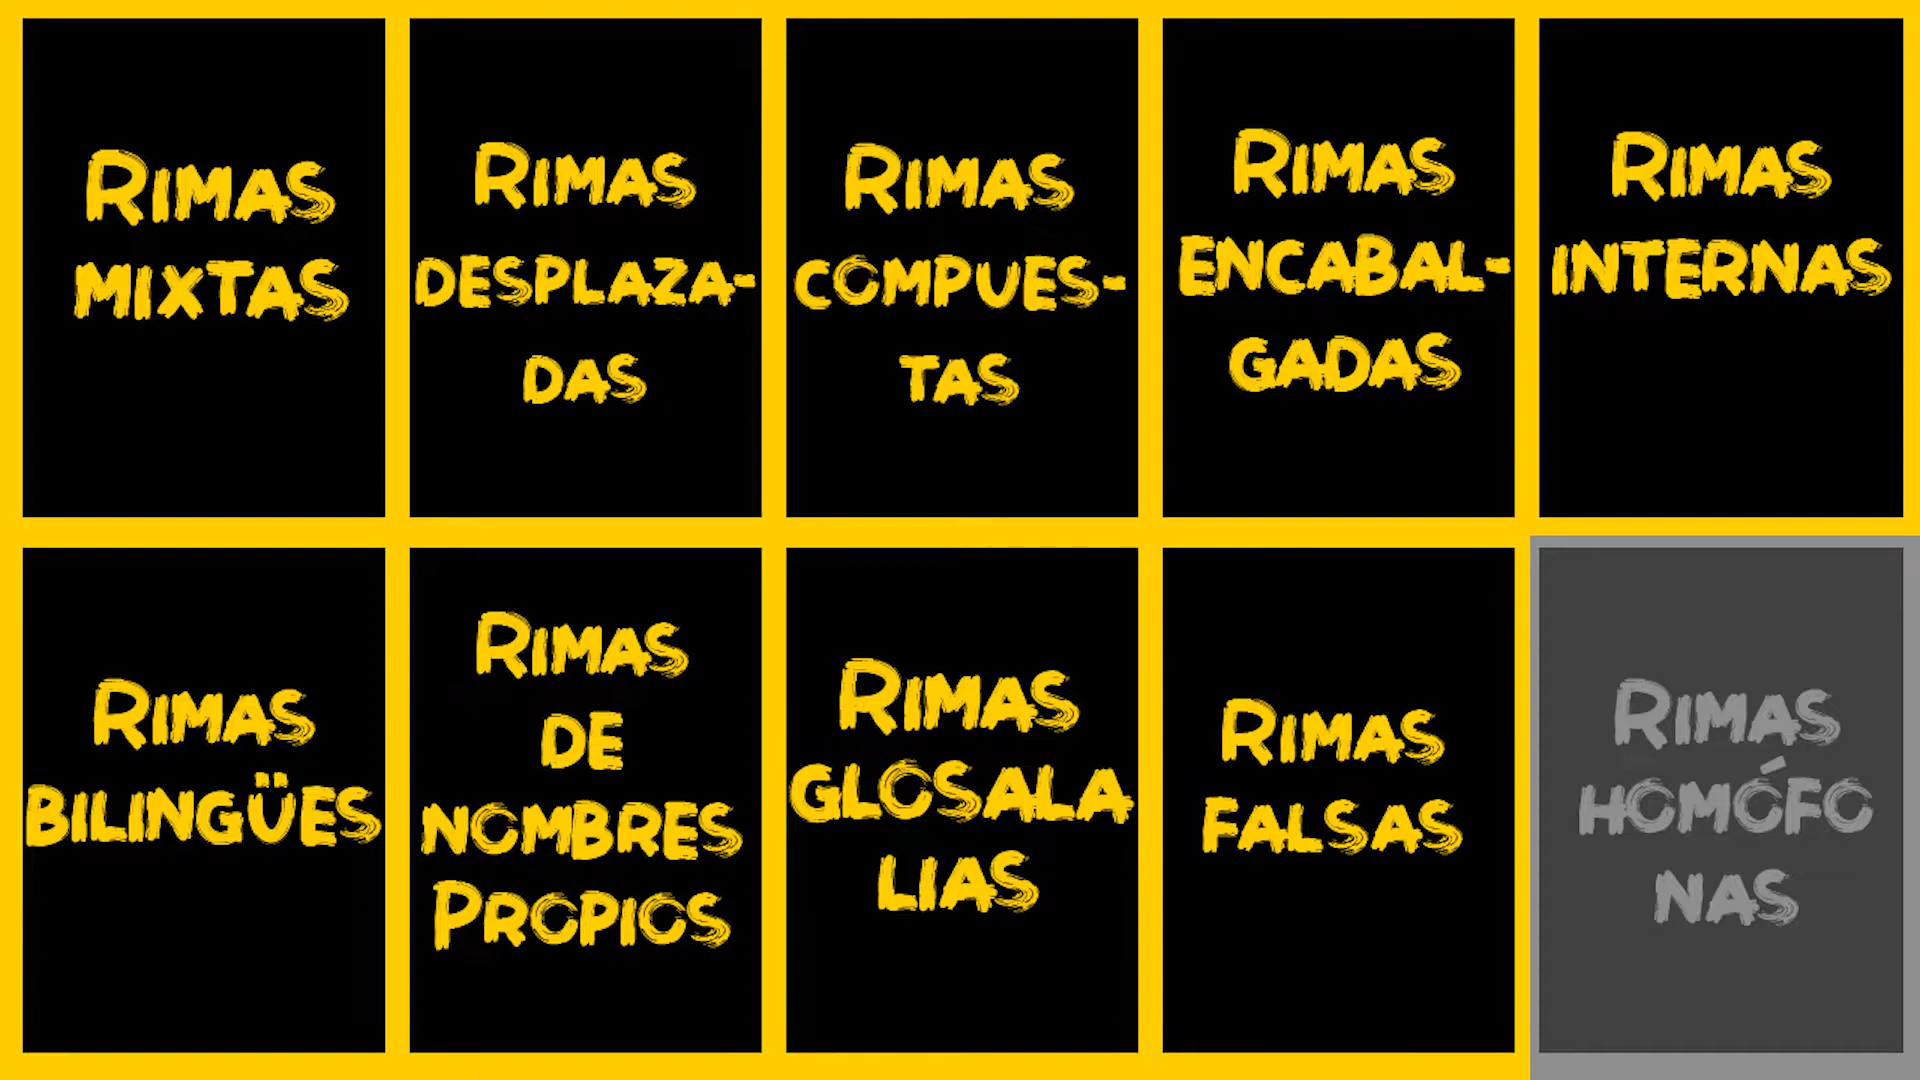 Rimas
mixtas
Rimas
desplaza-
das
Rimas
compues-
tas
Rimas
encabal-
gadas
Rimas
internas
Rimas
bilingües
Rimas
de
nombres
Propios
Rimas
glosala
lias
Rimas
falsas
Rimas
homófo
nas